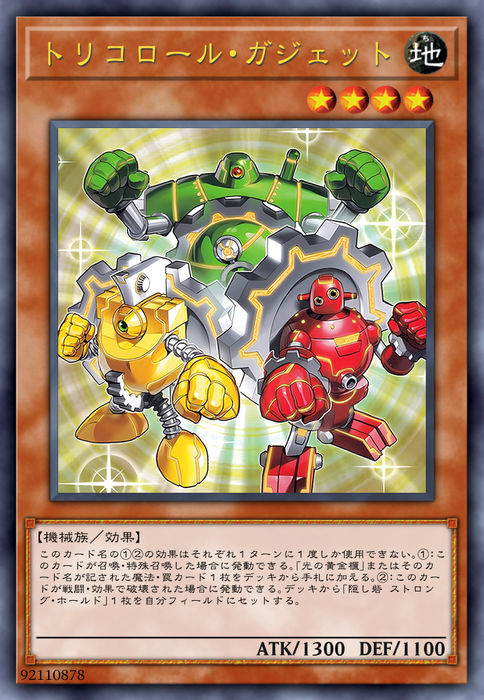 トリコロール・ガジェット
ち
地
【機械族／効果】
このカード名の①②の効果はそれぞれ１ターンに１度しか使用できない。①：こ
のカードが召喚・特殊召喚した場合に発動できる。「光の黄金櫃」またはそのカ
ード名が記された魔法・罠カード１枚をデッキから手札に加える。②：このカー
ドが戦闘・効果で破壊された場合に発動できる。デッキから「隠し砦 ストロン
グ・ホールド」１枚を自分フィールドにセットする。
ATK/1300 DEF/1100
92110878